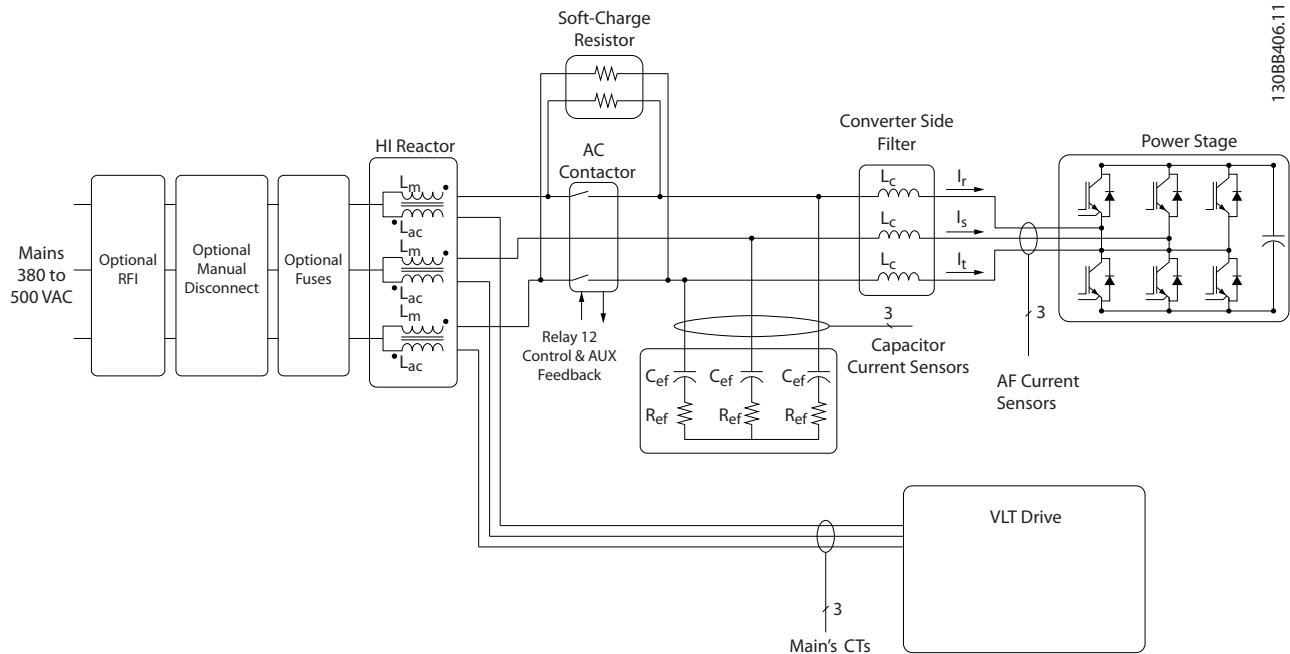 130BB406.11
Soft-Charge
Resistor
HI Reactor
AC
Contactor
Converter Side
Filter
Power Stage
Mains
380 to
500 VAC
Optional
RFI
Optional
Manual
Disconnect
Optional
Fuses
Lm
Lac
Lm
Lac
Lm
Lac
Lc
Ir
Lc
Is
Lc
It
Relay 12
Control & AUX
Feedback
3
Capacitor
Current Sensors
3
AF Current
Sensors
Cef
Cef
Cef
Ref
Ref
Ref
VLT Drive
3
Main's CTs